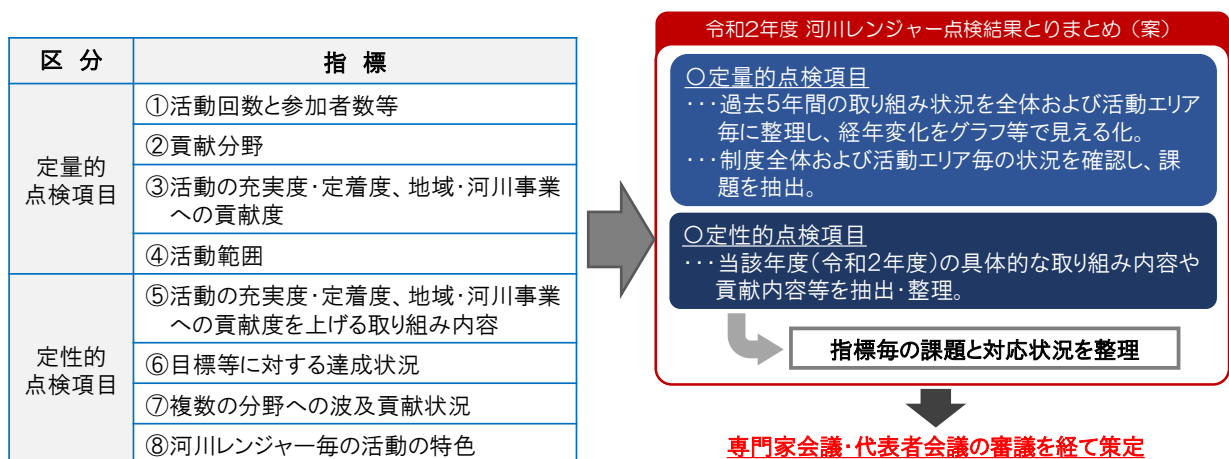 区 分
指 標
定量的
点検項目
①活動回数と参加者数等
②貢献分野
③活動の充実度・定着度、地域・河川事業
への貢献度
④活動範囲
定性的
点検項目
⑤活動の充実度・定着度、地域・河川事業
への貢献度を上げる取り組み内容
⑥目標等に対する達成状況
⑦複数の分野への波及貢献状況
⑧河川レンジャー毎の活動の特色
令和2年度 河川レンジャー点検結果とりまとめ（案）
○定量的点検項目
・・・過去5年間の取り組み状況を全体および活動エリア
毎に整理し、経年変化をグラフ等で見える化。
・・・制度全体および活動エリア毎の状況を確認し、課
題を抽出。
○定性的点検項目
・・・当該年度(令和2年度)の具体的な取り組み内容や
貢献内容等を抽出・整理。
指標毎の課題と対応状況を整理
専門家会議・代表者会議の審議を経て策定